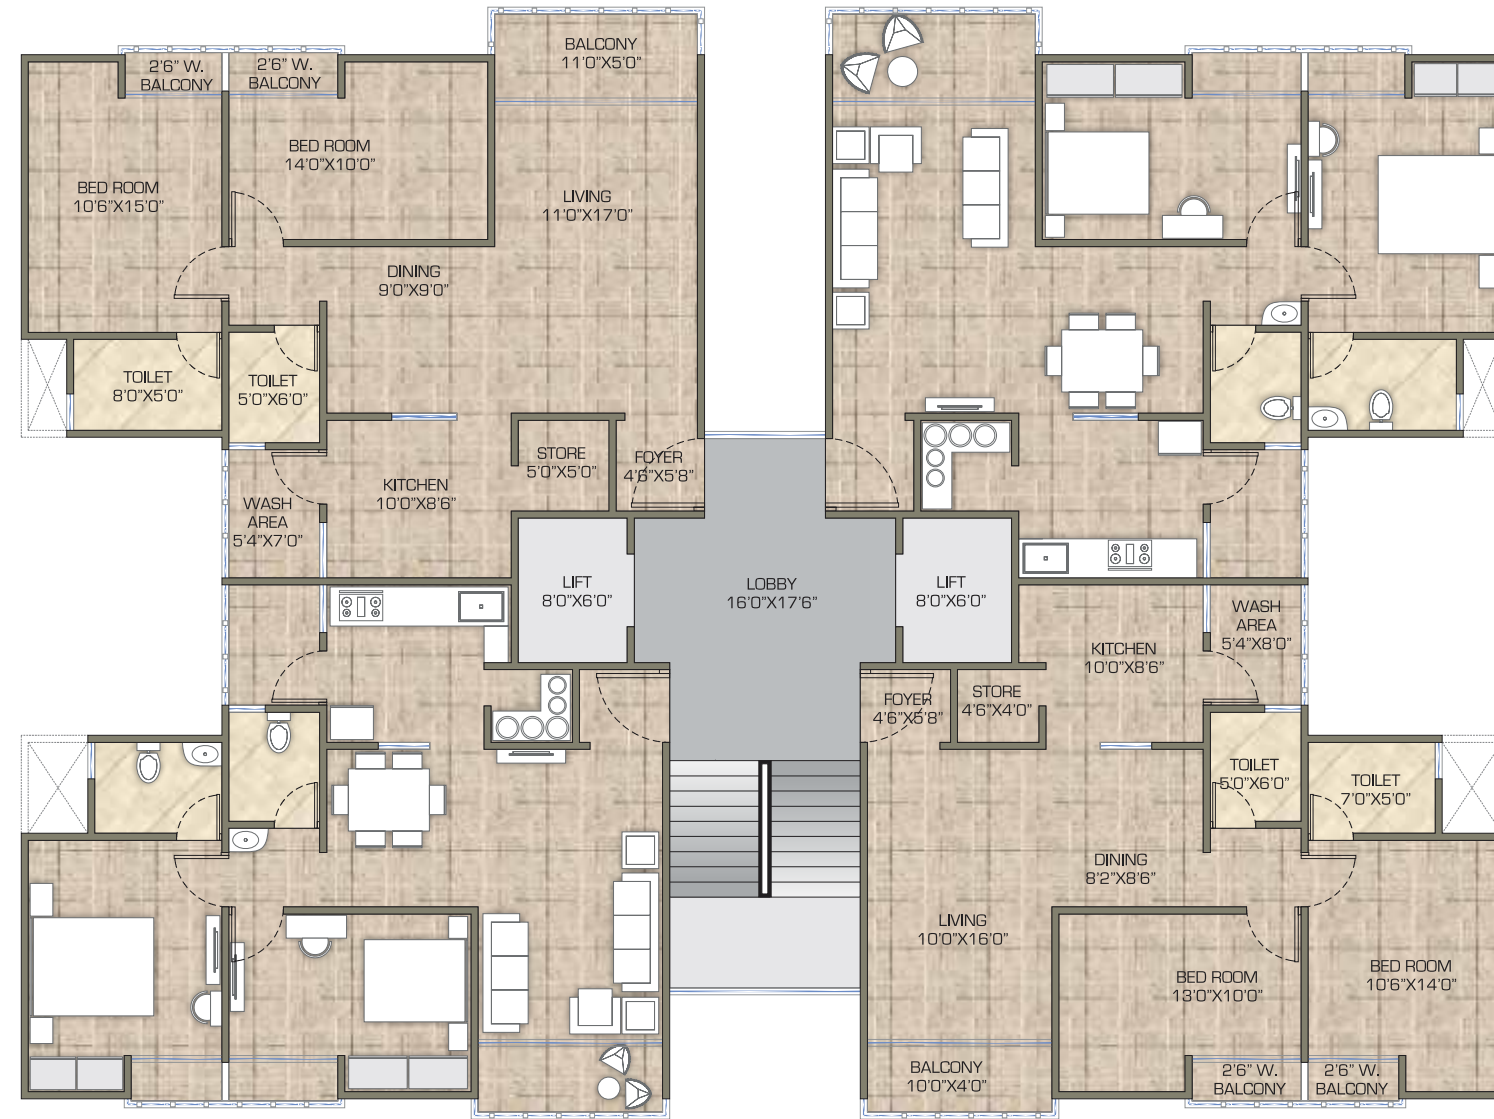 BALCONY
11'0"X5'0"
2'6" W.
BALCONY
2'6" W.
BALCONY
BED ROOM
14'0"X10'0"
BED ROOM
10'6"X15'0"
LIVING
11'0"X17'0"
DINING
9'0"X9'0"
TOILET
8'0"X5'0"
TOILET
5'0"X6'0"
STORE
5'0"X5'0"
FOYER
4'6"X5'8"
KITCHEN
10'0"X8'6"
WASH
AREA
5'4"X7'0"
LIFT
8'0"X6'0"
LOBBY
16'0"X17'6"
LIFT
8'0"X6'0"
WASH
AREA
5'4"X8'0"
KITCHEN
10'0"X8'6"
FOYER
4'6"X5'8"
STORE
4'6"X4'0"
TOILET
5'0"X6'0"
TOILET
7'0"X5'0"
DINING
8'2"X8'6"
LIVING
10'0"X16'0"
BED ROOM
13'0"X10'0"
BED ROOM
10'6"X14'0"
BALCONY
10'0"X4'0"
2'6" W.
BALCONY
2'6" W.
BALCONY